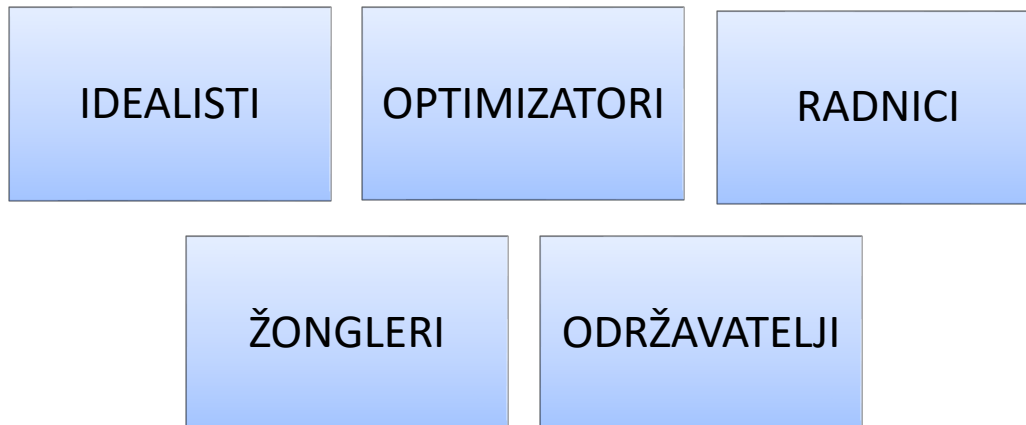 IDEALISTI
OPTIMIZATORI
RADNICI
ŽONGLERI
ODRŽAVATELJI